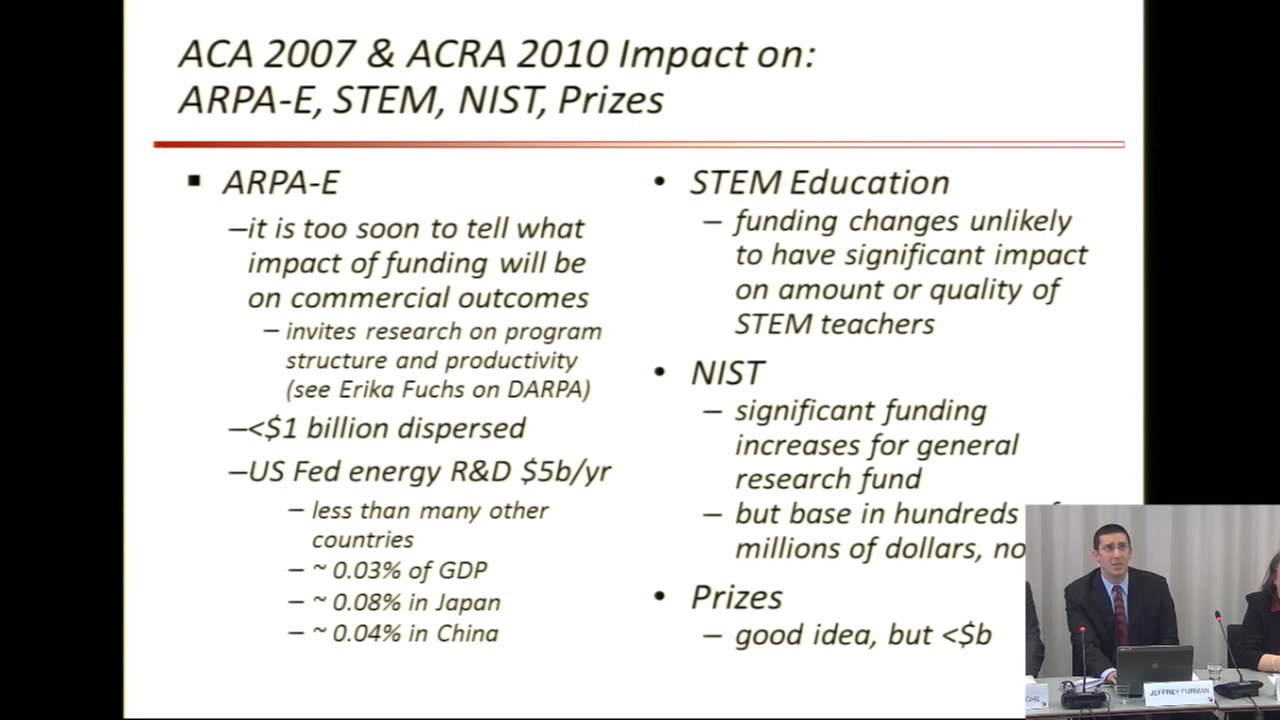 ACA 2007 & ACRA 2010 Impact on:
ARPA-E, STEM, NIST, Prizes
▪ ARPA-E
–it is too soon to tell what
impact of funding will be
on commercial outcomes
– invites research on program
structure and productivity
(see Erika Fuchs on DARPA)
–<$1 billion dispersed
–US Fed energy R&D $5b/yr
– less than many other
countries
– ~ 0.03% of GDP
– ~ 0.08% in Japan
– ~ 0.04% in China
• STEM Education
– funding changes unlikely
to have significant impact
on amount or quality of
STEM teachers
• NIST
– significant funding
increases for general
research fund
– but base in hundreds
millions of dollars,
• Prizes
– good idea, but <$b
JEFFREY FURMAN